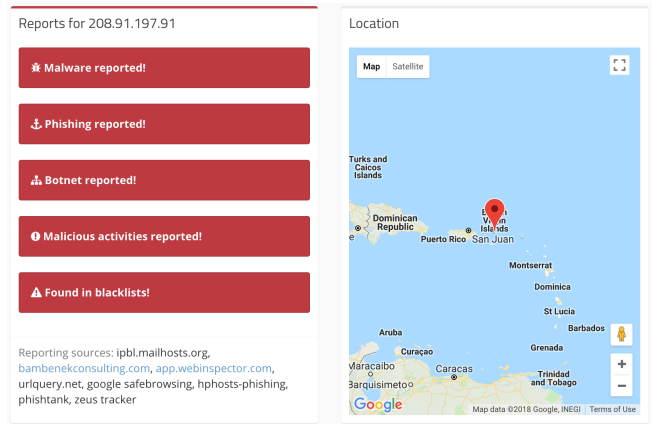 Reports for 208.91.197.91
Malware reported!
Phishing reported!
Botnet reported!
Malicious activities reported!
Found in blacklists!
Reporting sources: ipbl.mailhosts.org,
bambenekconsulting.com, app.webinspector.com,
urlquery.net, google safebrowsing, hphosts-phishing,
phishtank, zeus tracker
Location
Map Satellite
Turks and
Caicos
Islands
Dominican
Republic
Puerto Rico
San Juan
Virgin
Islands
Montserrat
Dominica
St Lucia
Barbados
Aruba
Curaçao
Grenada
Maracaibo
Caracas
Barquisimeto
Trinidad
and Tobago
+
−
Google
Map data ©2018 Google, INEGI Terms of Use